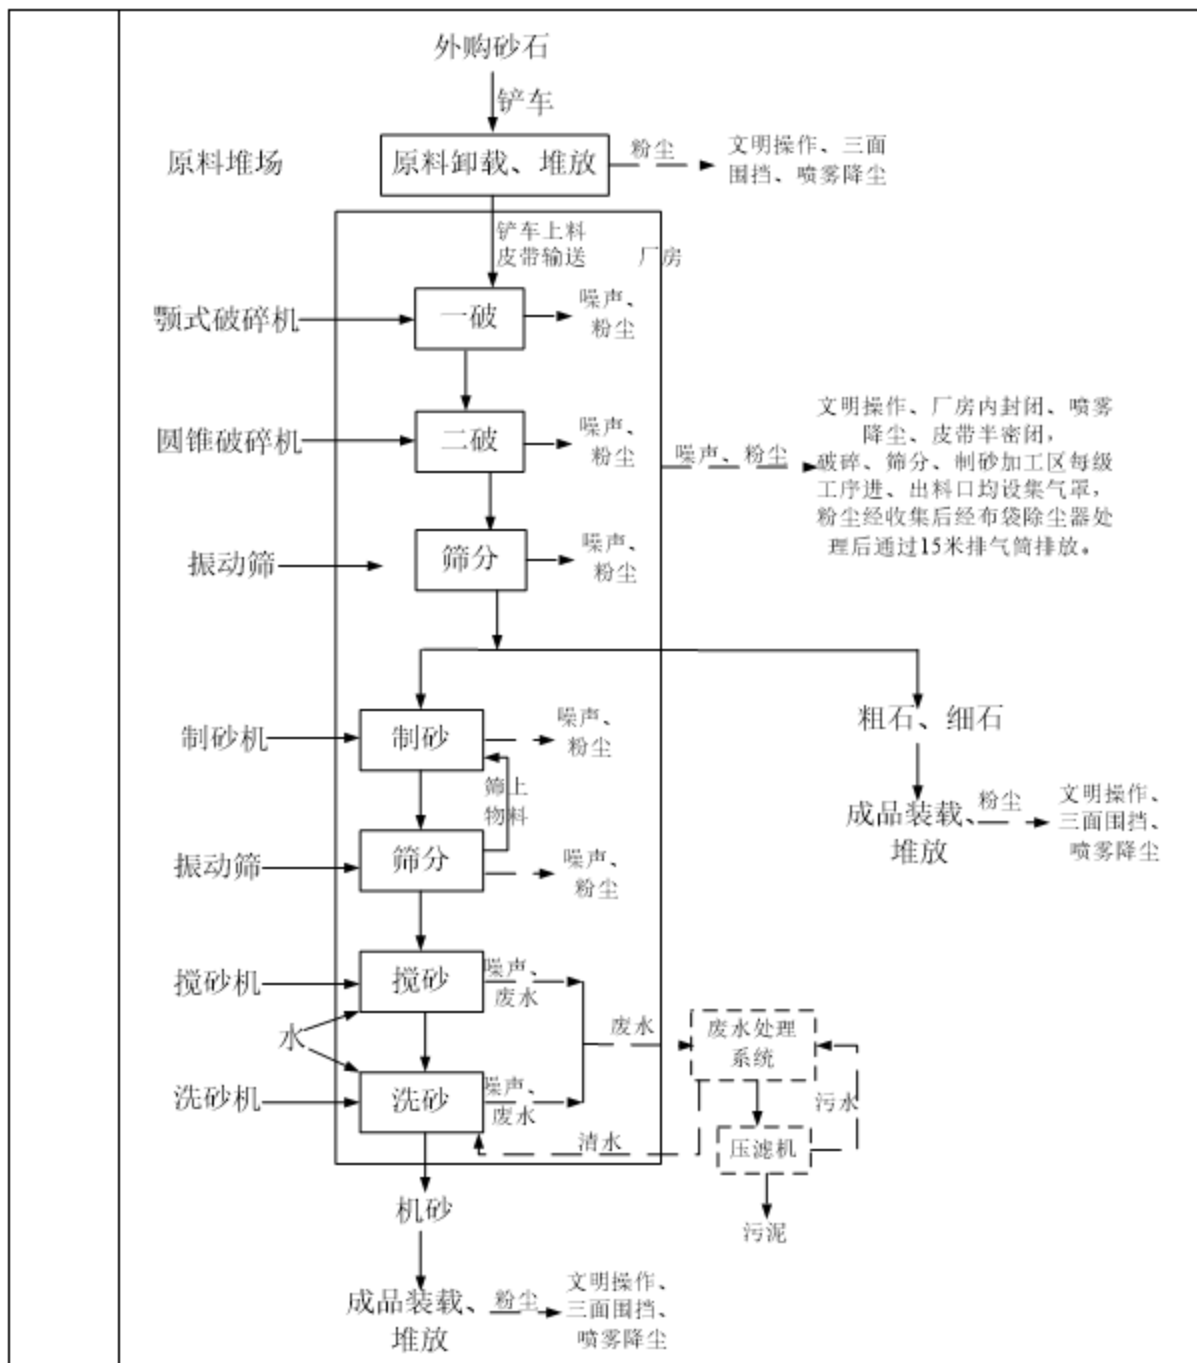 外购砂石
铲车
原料堆场
原料卸载、堆放
粉尘
文明操作、三面
围挡、喷雾降尘
铲车上料
皮带输送
厂房
颚式破碎机
一破
噪声、
粉尘
圆锥破碎机
二破
噪声、
粉尘
噪声、粉尘
文明操作、厂房内封闭、喷雾
降尘、皮带半密闭，
破碎、筛分、制砂加工区每级
工序进、出料口均设集气罩，
粉尘经收集后经布袋除尘器处
理后通过15米排气筒排放。
振动筛
筛分
噪声、
粉尘
制砂机
制砂
噪声、
粉尘
粗石、细石
筛上
物料
成品装载、
堆放
粉尘
文明操作、
三面围挡、
喷雾降尘
振动筛
筛分
噪声、
粉尘
搅砂机
搅砂
噪声、
废水
水
废水
废水处理
系统
洗砂机
洗砂
噪声、
废水
污水
清水
压滤机
机砂
污泥
成品装载、
堆放
粉尘
文明操作、
三面围挡、
喷雾降尘